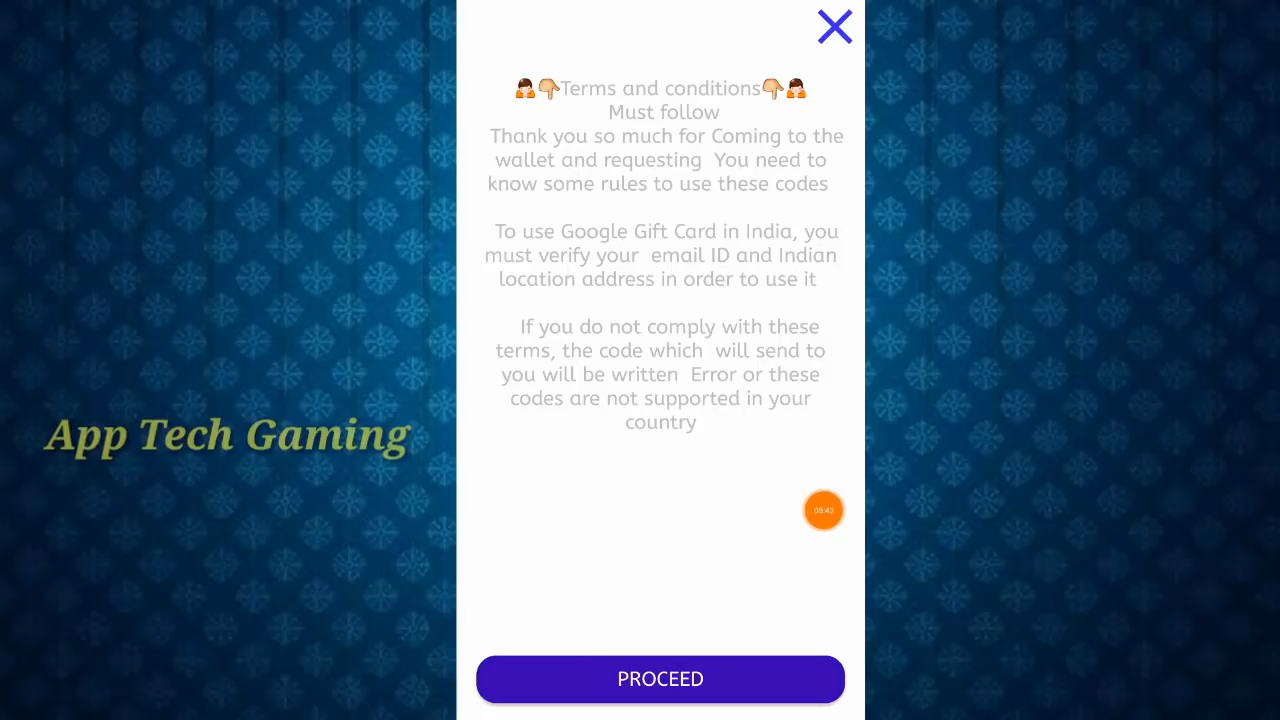 🙇👇Terms and conditions👇🙇
Must follow
Thank you so much for Coming to the
wallet and requesting You need to
know some rules to use these codes
To use Google Gift Card in India, you
must verify your email ID and Indian
location address in order to use it
If you do not comply with these
terms, the code which will send to
you will be written Error or these
codes are not supported in your
country
App Tech Gaming
05:43
PROCEED